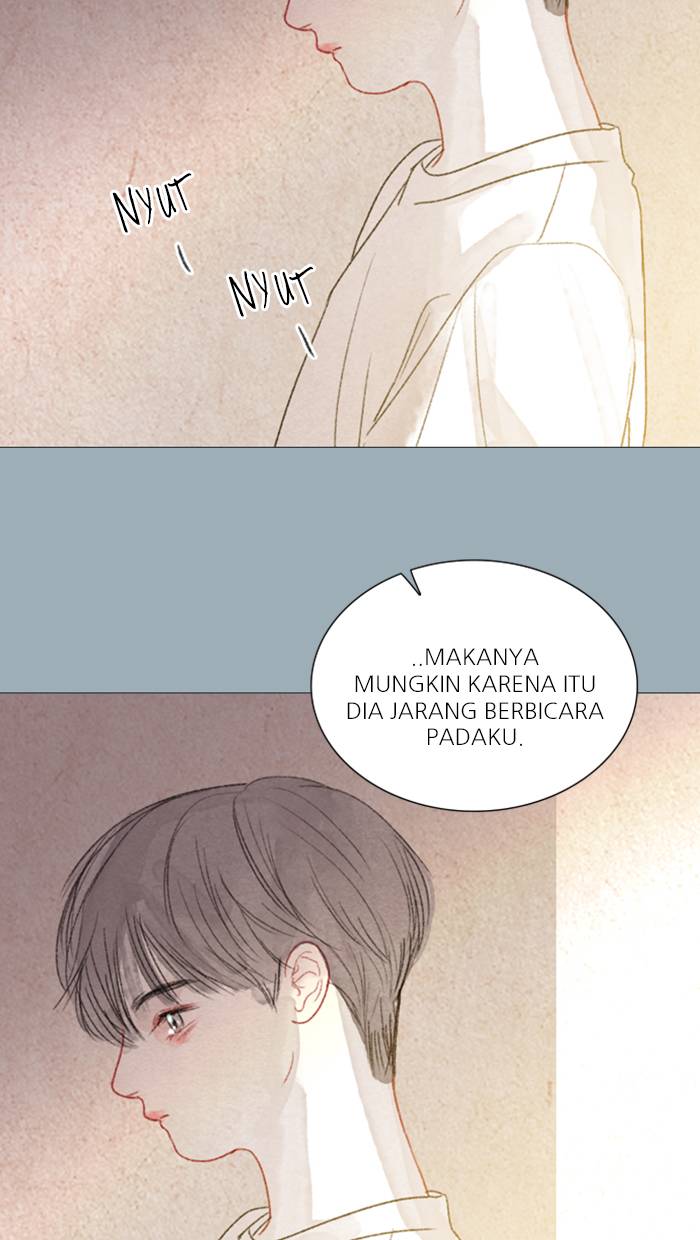 NYUT
NYUT
..MAKANYA
MUNGKIN KARENA ITU
DIA JARANG BERBICARA
PADAKU.